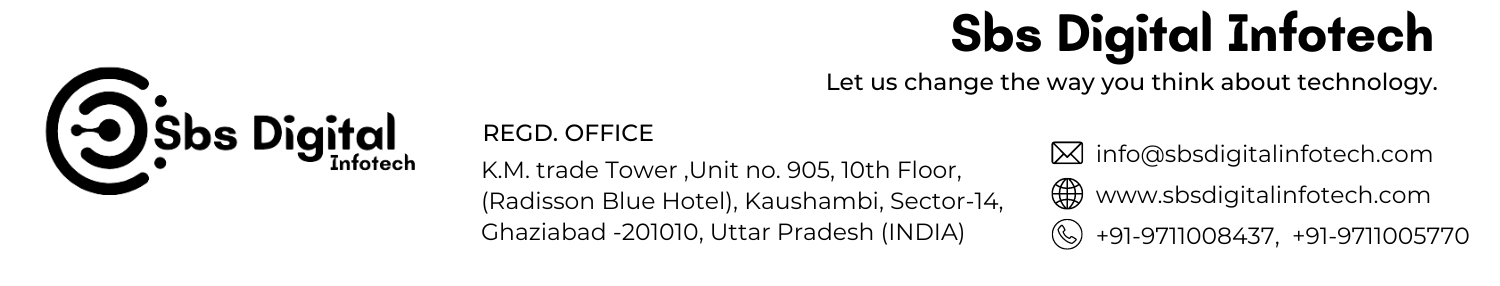 Sbs Digital Infotech
Let us change the way you think about technology.
Sbs Digital
Infotech
REGD. OFFICE
K.M. trade Tower ,Unit no. 905, 10th Floor,
(Radisson Blue Hotel), Kaushambi, Sector-14,
Ghaziabad -201010, Uttar Pradesh (INDIA)
info@sbsdigitalinfotech.com
www.sbsdigitalinfotech.com
+91-9711008437, +91-9711005770